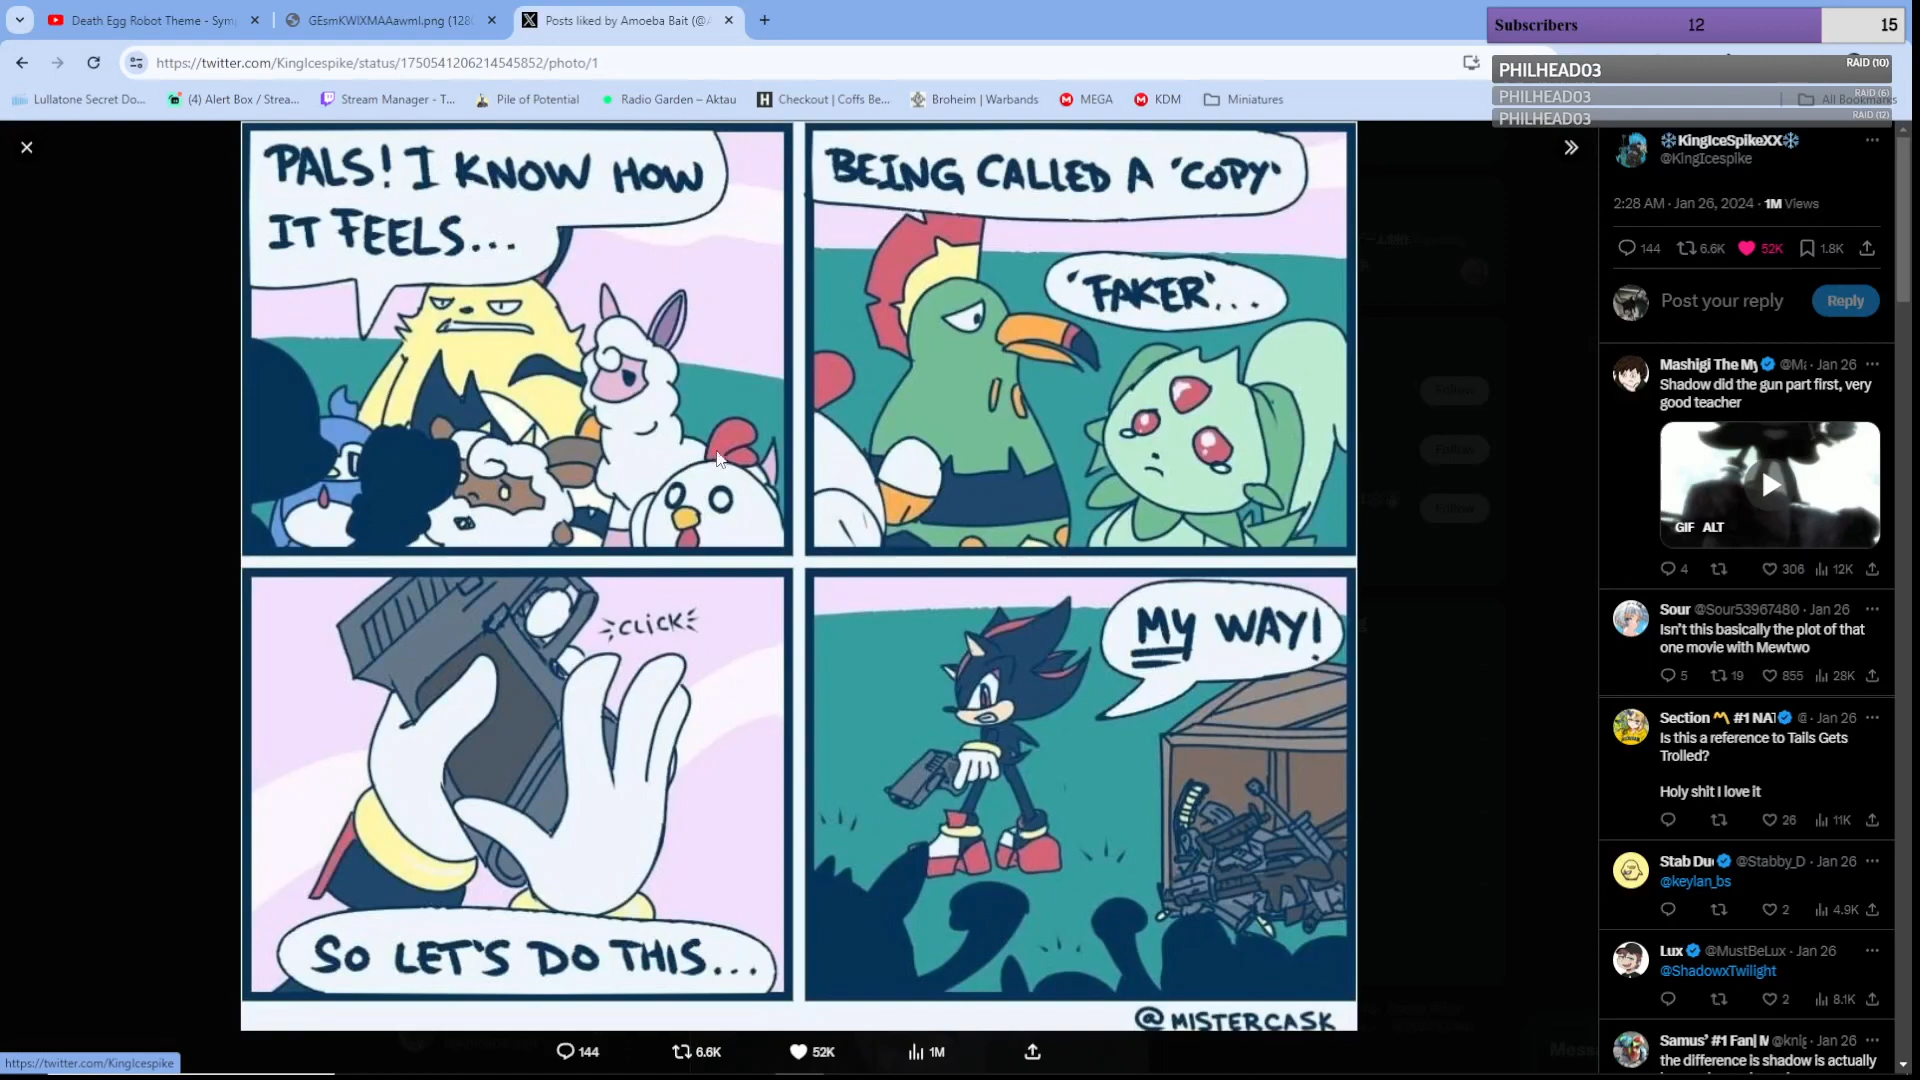 Death Egg Robot Theme - Sym
GEsmKWIXMAAawml.png (128
Posts liked by Amoeba Bait (@A
Subscribers 12 15
https://twitter.com/KingIcespike/status/1750541206214545852/photo/1
PHILHEAD03 RAID (10)
PHILHEAD03 RAID (6)
PHILHEAD03 RAID (12)
Lullatone Secret Do...
(4) Alert Box / Strea...
Stream Manager - T...
Pile of Potential
Radio Garden – Aktau
Checkout | Coffs Be...
Broheim | Warbands
MEGA
KDM
Miniatures
All Bookmarks
PALS! I KNOW HOW
IT FEELS...
BEING CALLED A 'COPY'
'FAKER'...
CLICK
SO LET'S DO THIS...
MY WAY!
@MISTERCASK
144 6.6K 52K 1M
https://twitter.com/KingIcespike
Follow
Follow
Follow
❄KingIceSpikeXX❄
@KingIcespike
2:28 AM · Jan 26, 2024 · 1M Views
144 6.6K 52K 1.8K
Post your reply Reply
Mashigi The My @Ma · Jan 26
Shadow did the gun part first, very
good teacher
GIF ALT
4 306 12K
Sour @Sour53967480 · Jan 26
Isn't this basically the plot of that
one movie with Mewtwo
5 19 855 28K
Section #1 NA @ · Jan 26
Is this a reference to Tails Gets
Trolled?
Holy shit I love it
26 11K
Stab Du @Stabby_D · Jan 26
@keylan_bs
2 4.9K
Lux @MustBeLux · Jan 26
@ShadowxTwilight
2 8.1K
Samus' #1 Fan| M @knig · Jan 26
the difference is shadow is actually